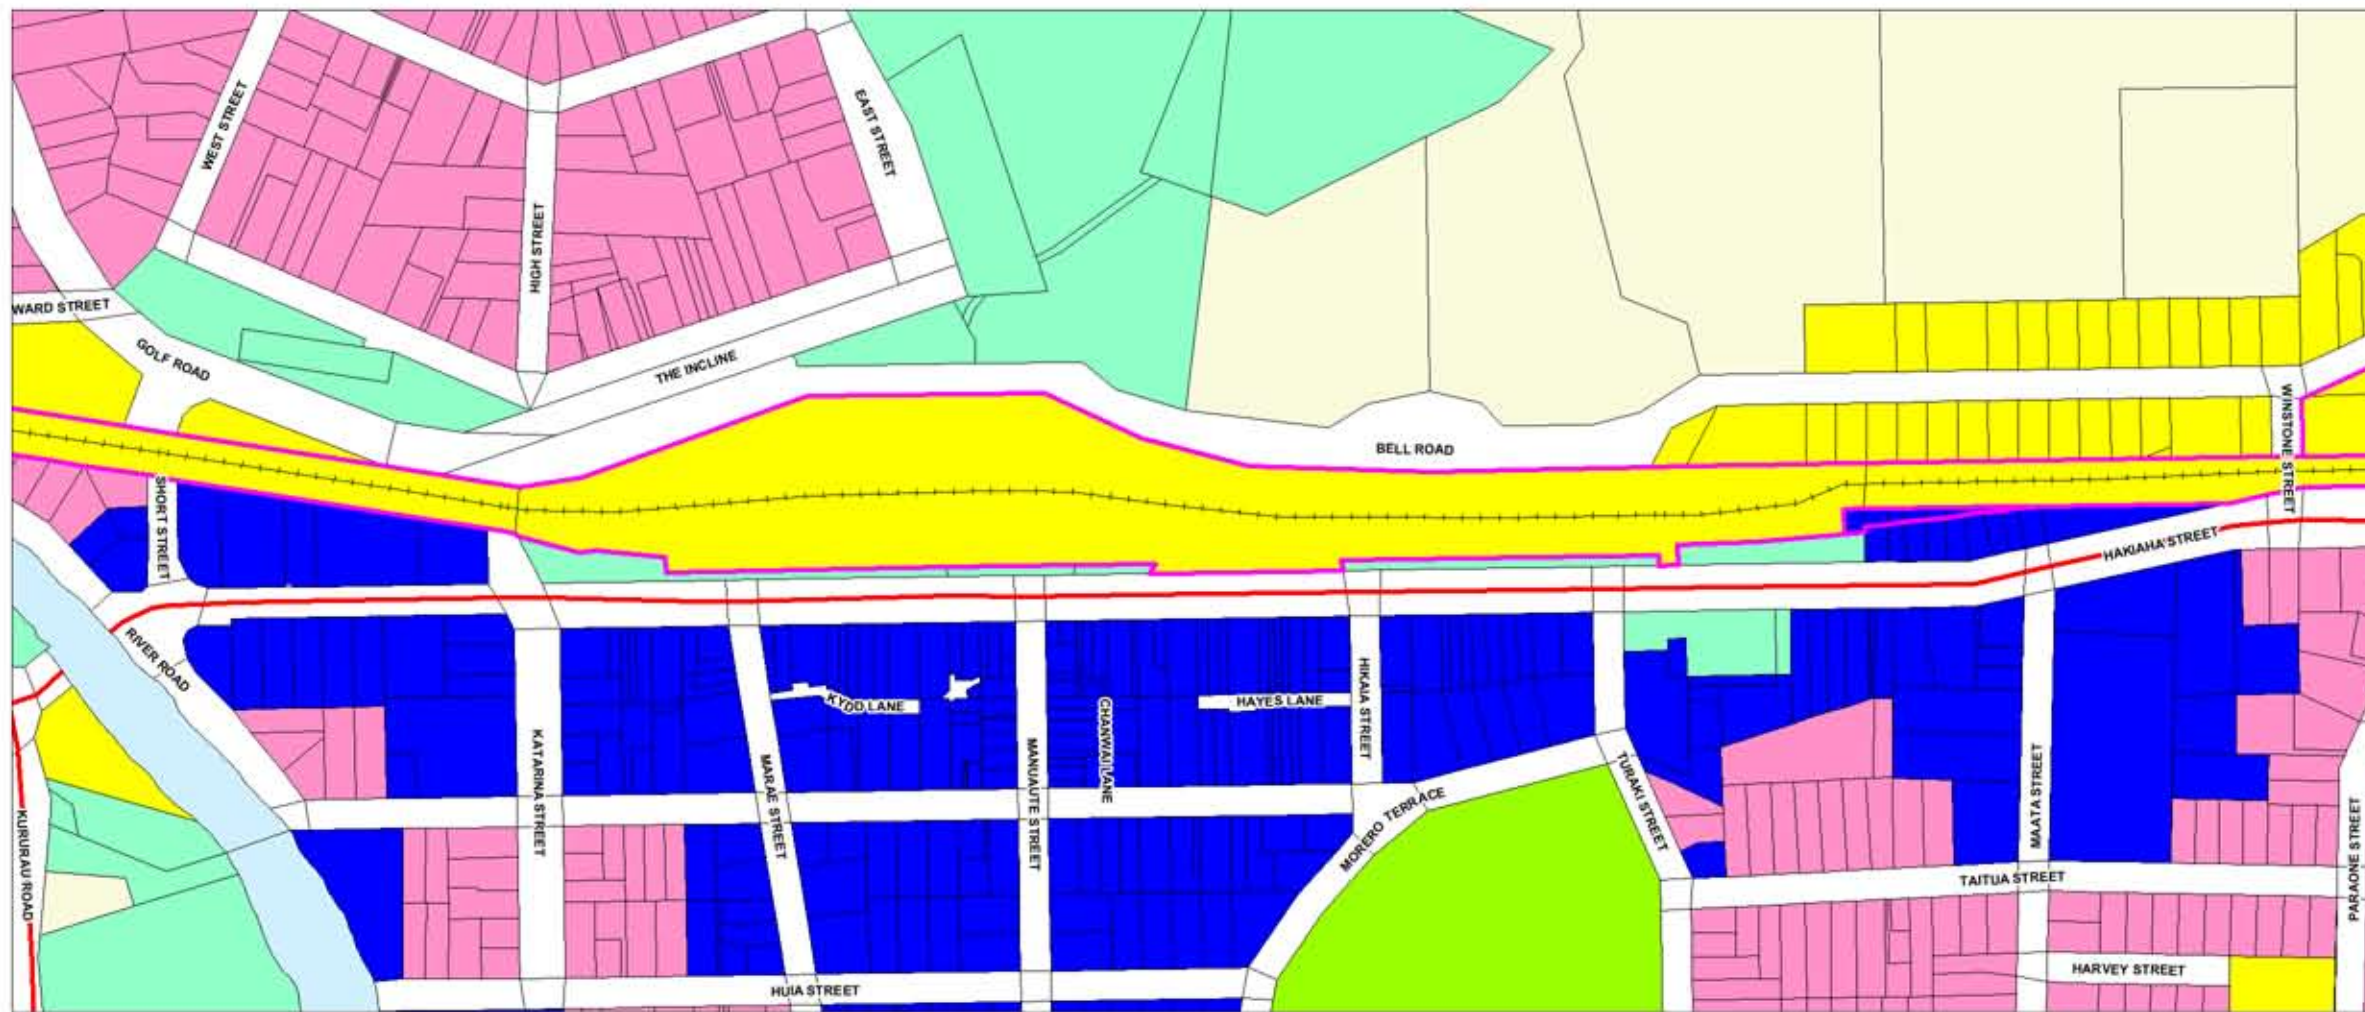 WEST STREET
EAST STREET
HIGH STREET
WARD STREET
GOLF ROAD
THE INCLINE
BELL ROAD
WINSTONE STREET
SHORT STREET
HAKIAHA STREET
RIVER ROAD
KYDD LANE
HAYES LANE
HIKAIA STREET
CHANWAI LANE
KATARINA STREET
MARAE STREET
MANUAUTE STREET
MORERO TERRACE
TURAKI STREET
MAATA STREET
KURURAU ROAD
TAITUA STREET
PARAONE STREET
HARVEY STREET
HUIA STREET